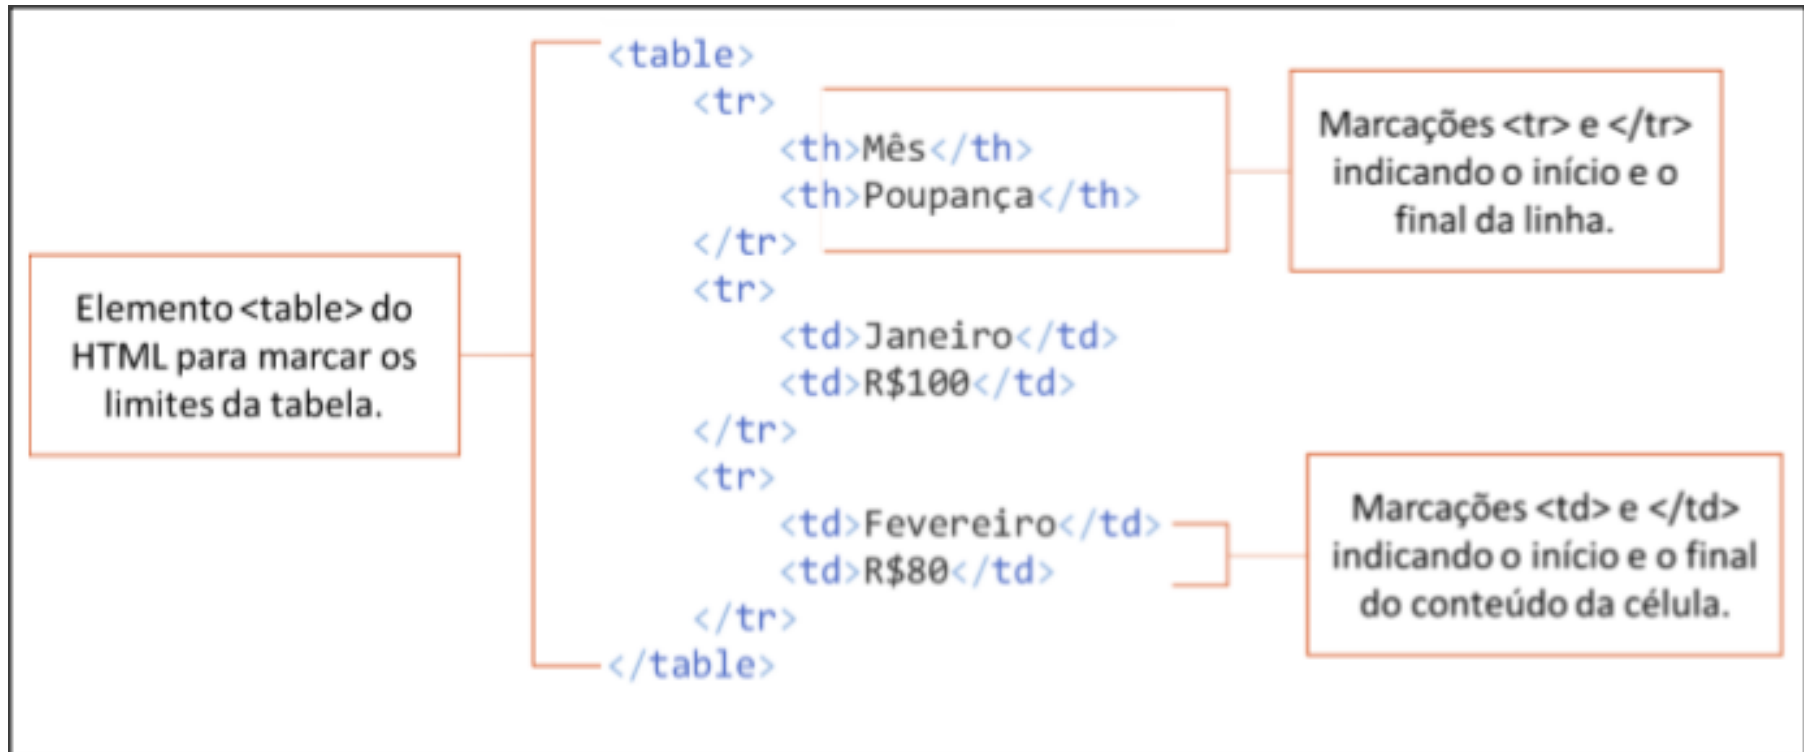 <table>
<tr>
<th>Mês</th>
<th>Poupança</th>
</tr>
<tr>
<td>Janeiro</td>
<td>R$100</td>
</tr>
<tr>
<td>Fevereiro</td>
<td>R$80</td>
</tr>
</table>
Elemento <table> do
HTML para marcar os
limites da tabela.
Marcações <tr> e </tr>
indicando o início e o
final da linha.
Marcações <td> e </td>
indicando o início e o final
do conteúdo da célula.